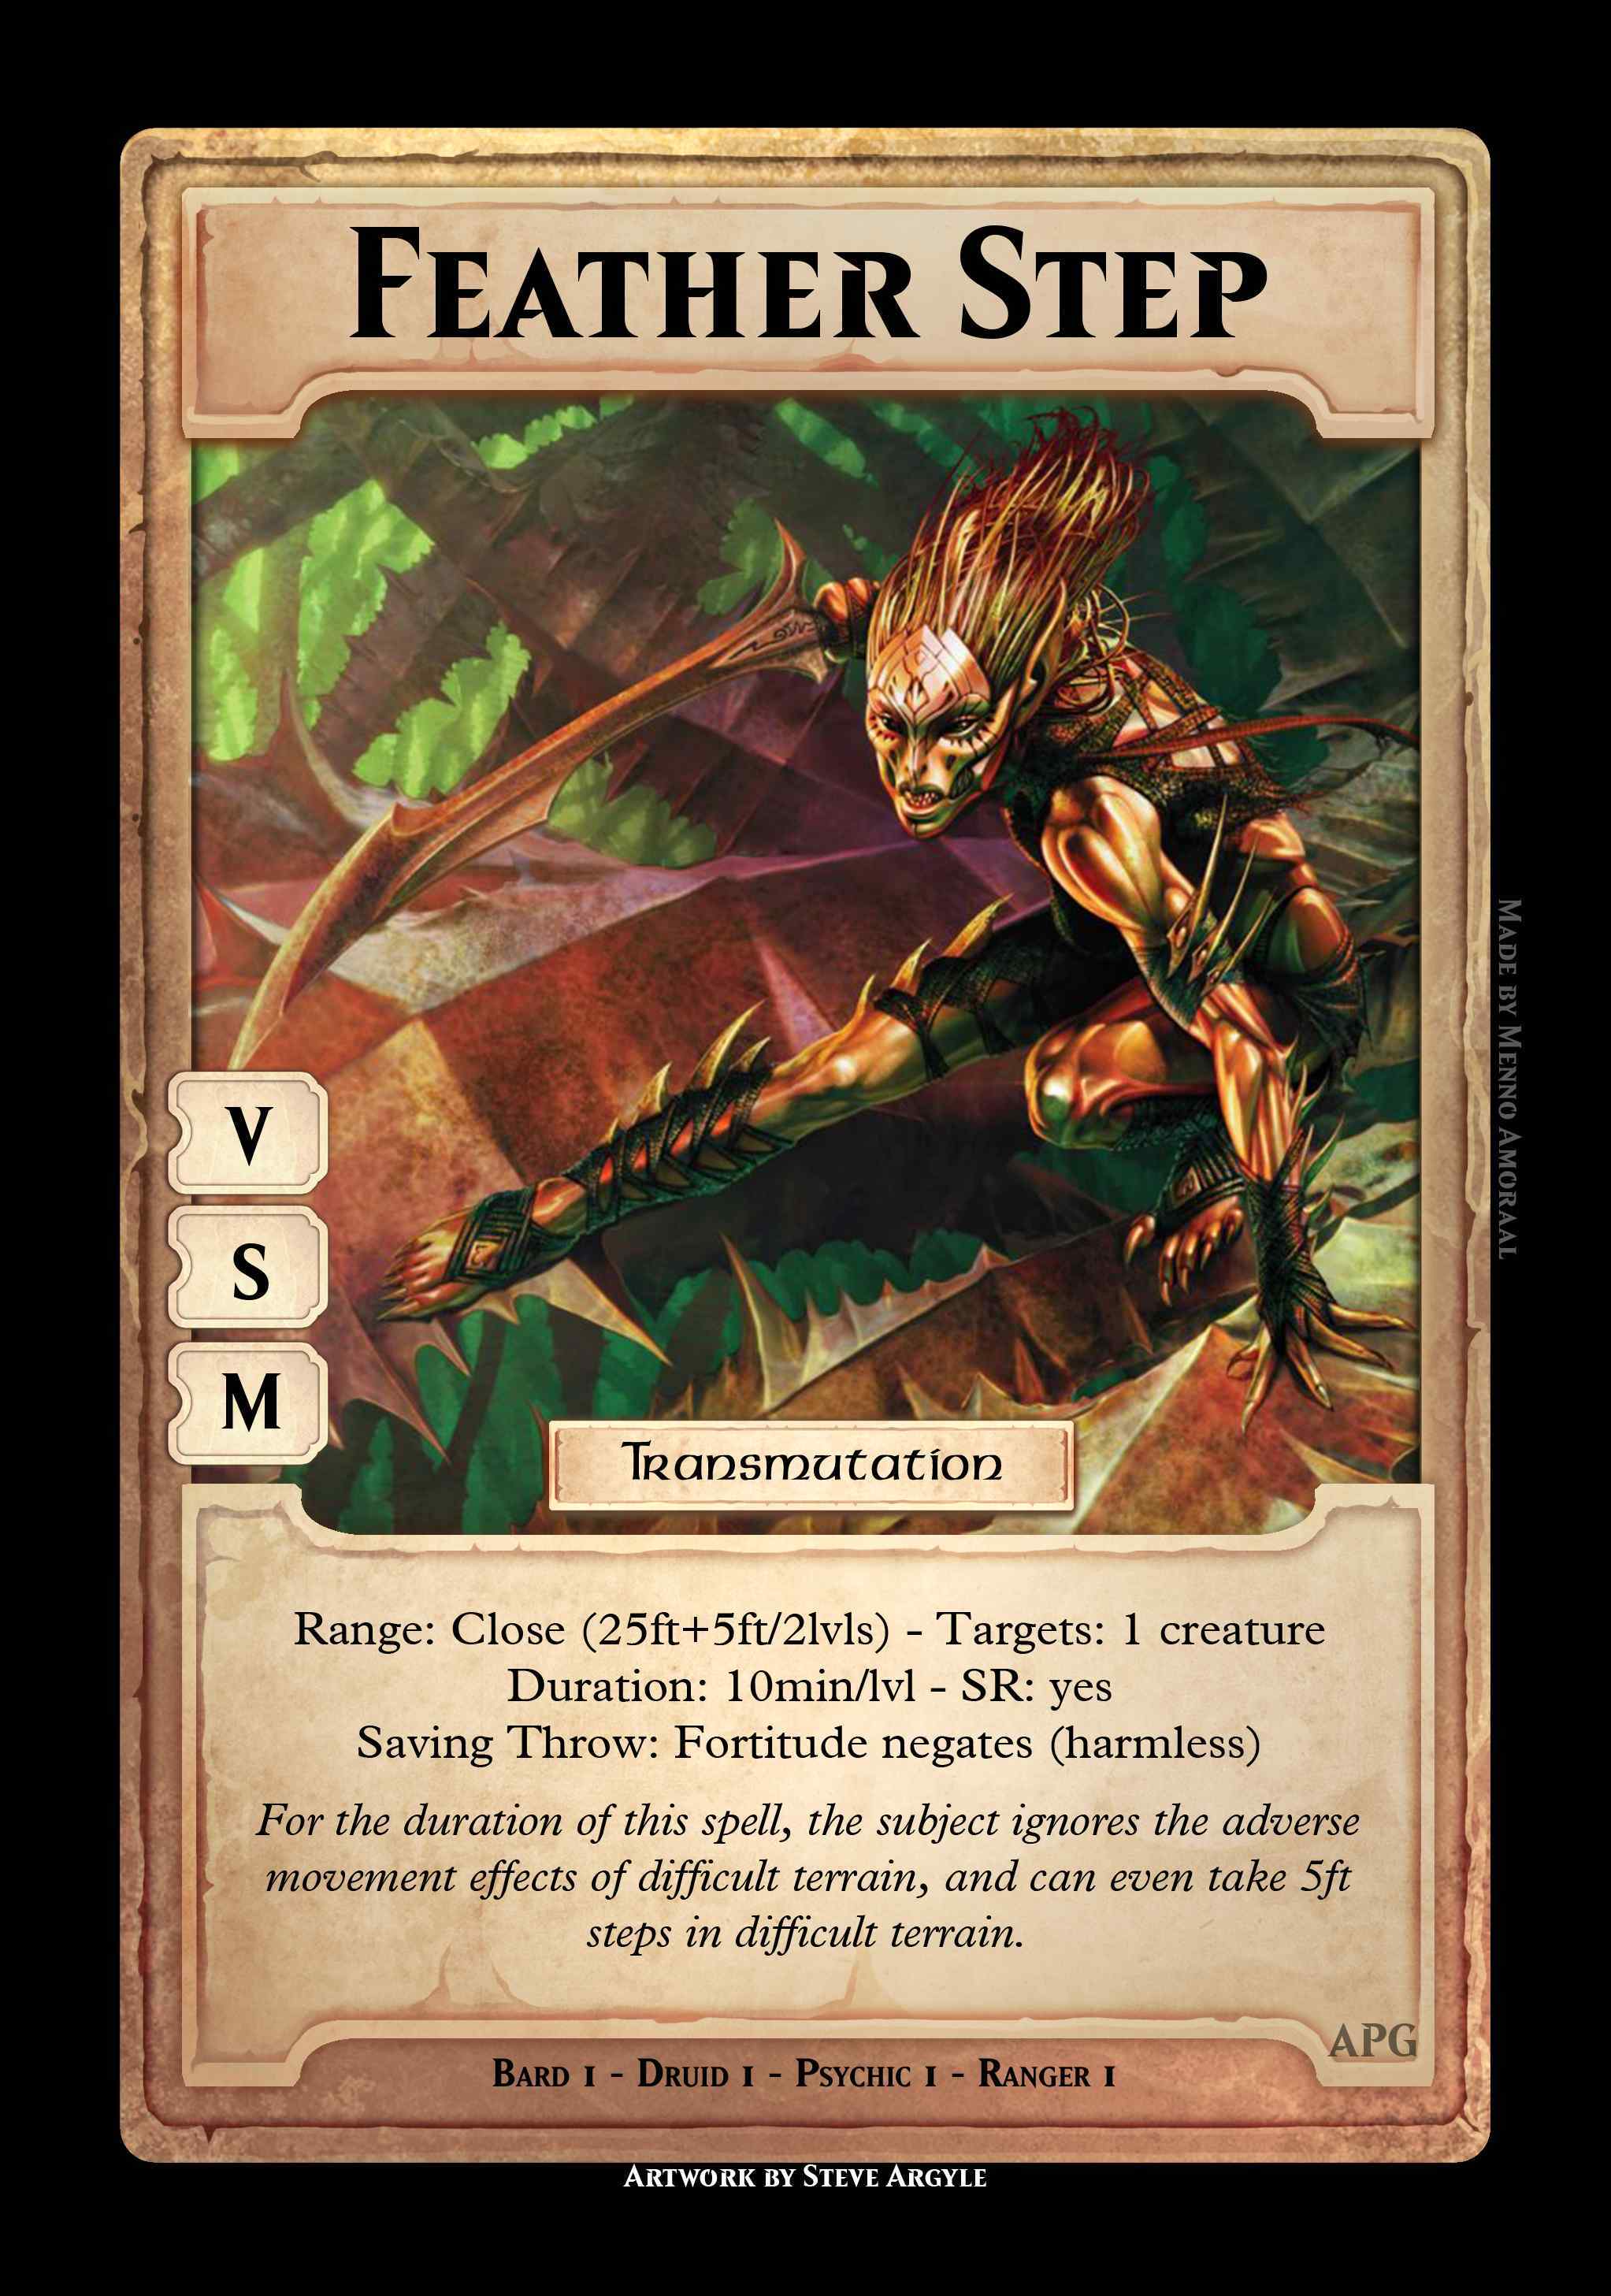 Feather Step
V
S
M
Transmutation
Range: Close (25ft+5ft/2lvls) - Targets: 1 creature
Duration: 10min/lvl - SR: yes
Saving Throw: Fortitude negates (harmless)
For the duration of this spell, the subject ignores the adverse
movement effects of difficult terrain, and can even take 5ft
steps in difficult terrain.
APG
Bard 1 - Druid 1 - Psychic 1 - Ranger 1
Artwork by Steve Argyle
Made by Menno Amoraal